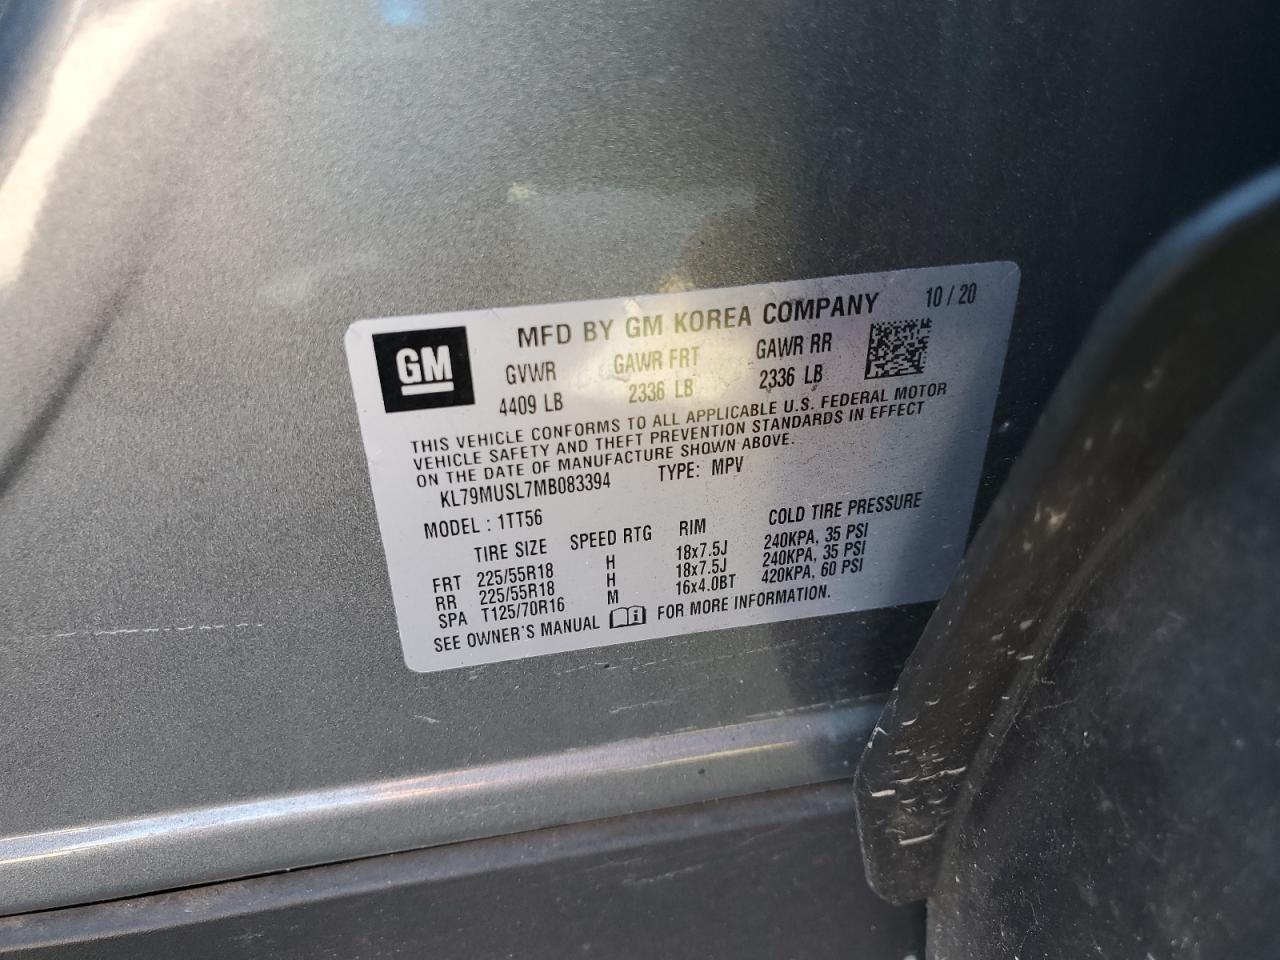 GM
MFD BY GM KOREA COMPANY 10 / 20
GVWR GAWR FRT GAWR RR
4409 LB 2336 LB 2336 LB
THIS VEHICLE CONFORMS TO ALL APPLICABLE U.S. FEDERAL MOTOR
VEHICLE SAFETY AND THEFT PREVENTION STANDARDS IN EFFECT
ON THE DATE OF MANUFACTURE SHOWN ABOVE.
KL79MUSL7MB083394 TYPE: MPV
MODEL : 1TT56
TIRE SIZE SPEED RTG RIM COLD TIRE PRESSURE
FRT 225/55R18 H 18x7.5J 240KPA, 35 PSI
RR 225/55R18 H 18x7.5J 240KPA, 35 PSI
SPA T125/70R16 M 16x4.0BT 420KPA, 60 PSI
SEE OWNER'S MANUAL FOR MORE INFORMATION.